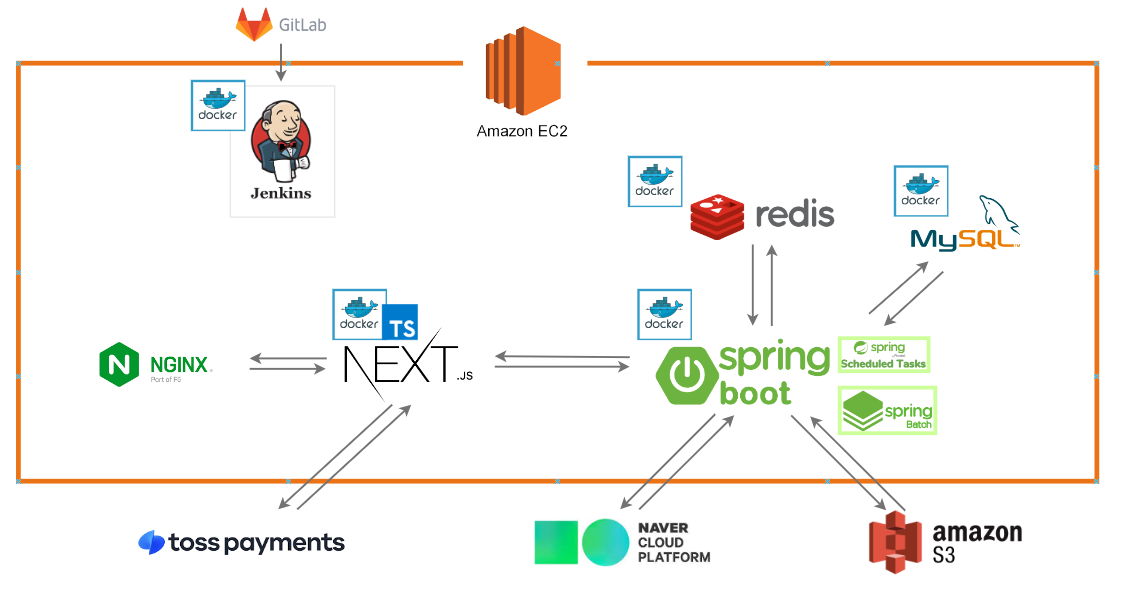 GitLab
docker
Jenkins
Amazon EC2
docker
redis
docker
MySQL
TM
docker
TS
NEXT
.JS
docker
NGINX
Part of F5
spring
boot
spring
Scheduled Tasks
spring
Batch
toss payments
NAVER
CLOUD
PLATFORM
amazon
S3